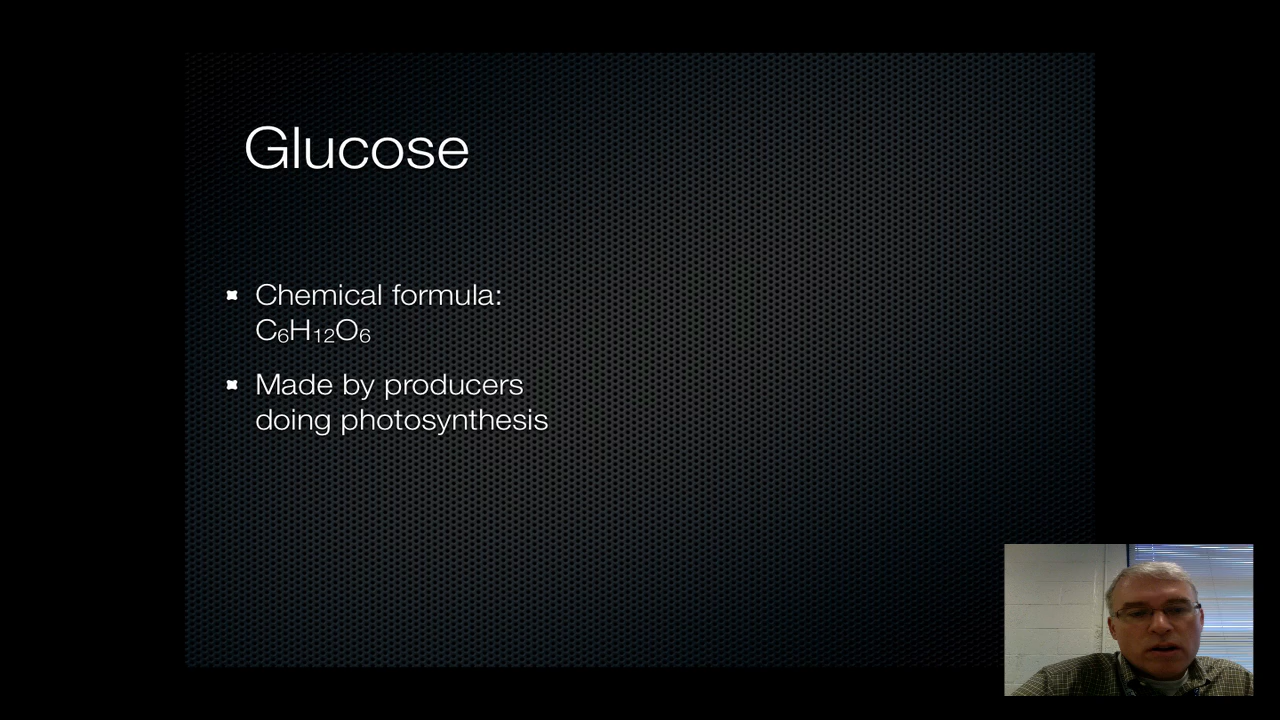 Glucose
Chemical formula:
C₆H₁₂O₆
Made by producers
doing photosynthesis